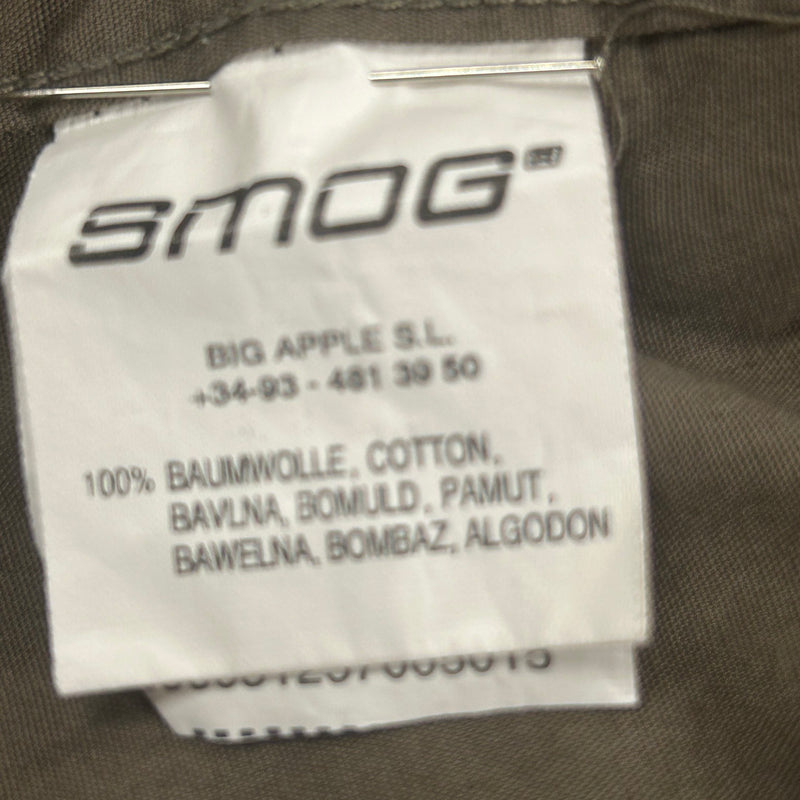 SMOG®
BIG APPLE S.L.
+34-93 - 481 39 50
100% BAUMWOLLE, COTTON,
BAVLNA, BOMULD, PAMUT,
BAWELNA, BOMBAZ, ALGODON